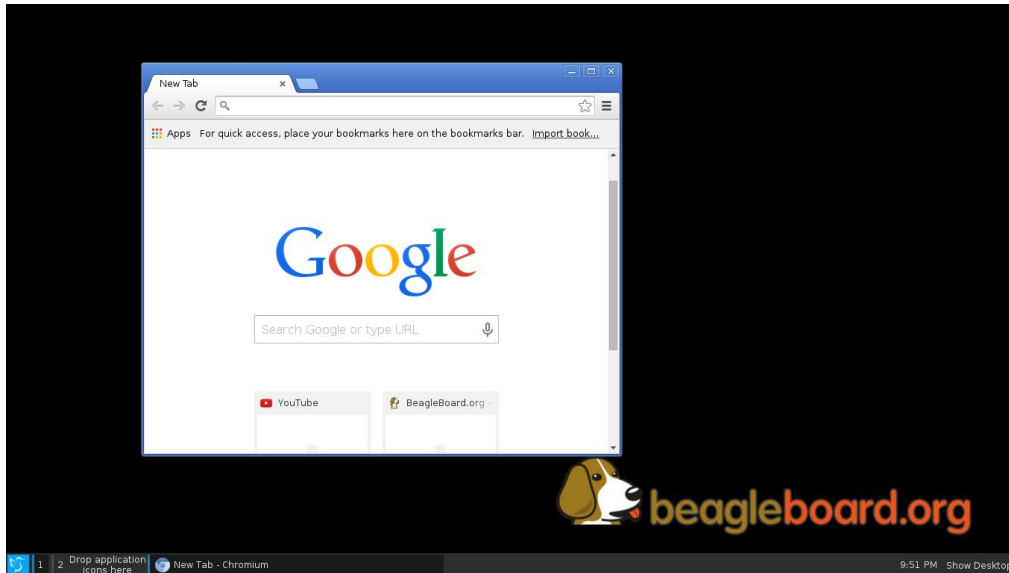 New Tab
Apps For quick access, place your bookmarks here on the bookmarks bar. Import book...
Google
Search Google or type URL
YouTube BeagleBoard.org -
beagleboard.org
1 2 Drop application icons here New Tab - Chromium 9:51 PM Show Desktop